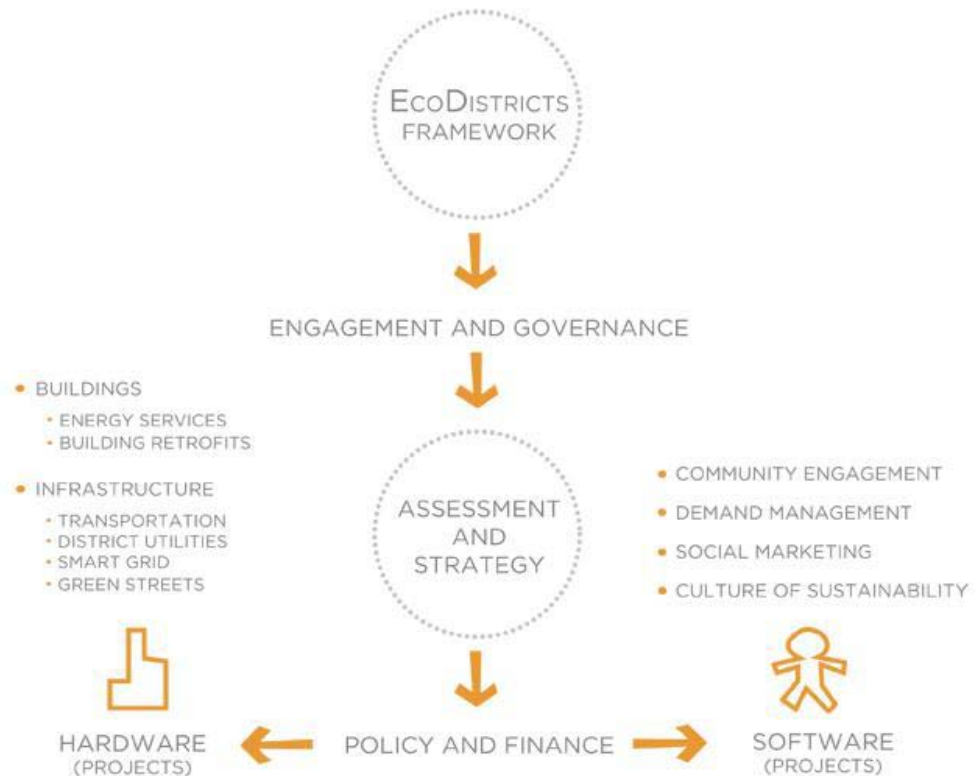 ECODISTRICTS
FRAMEWORK
ENGAGEMENT AND GOVERNANCE
• BUILDINGS
• ENERGY SERVICES
• BUILDING RETROFITS
• INFRASTRUCTURE
• TRANSPORTATION
• DISTRICT UTILITIES
• SMART GRID
• GREEN STREETS
ASSESSMENT
AND
STRATEGY
• COMMUNITY ENGAGEMENT
• DEMAND MANAGEMENT
• SOCIAL MARKETING
• CULTURE OF SUSTAINABILITY
HARDWARE
(PROJECTS)
POLICY AND FINANCE
SOFTWARE
(PROJECTS)